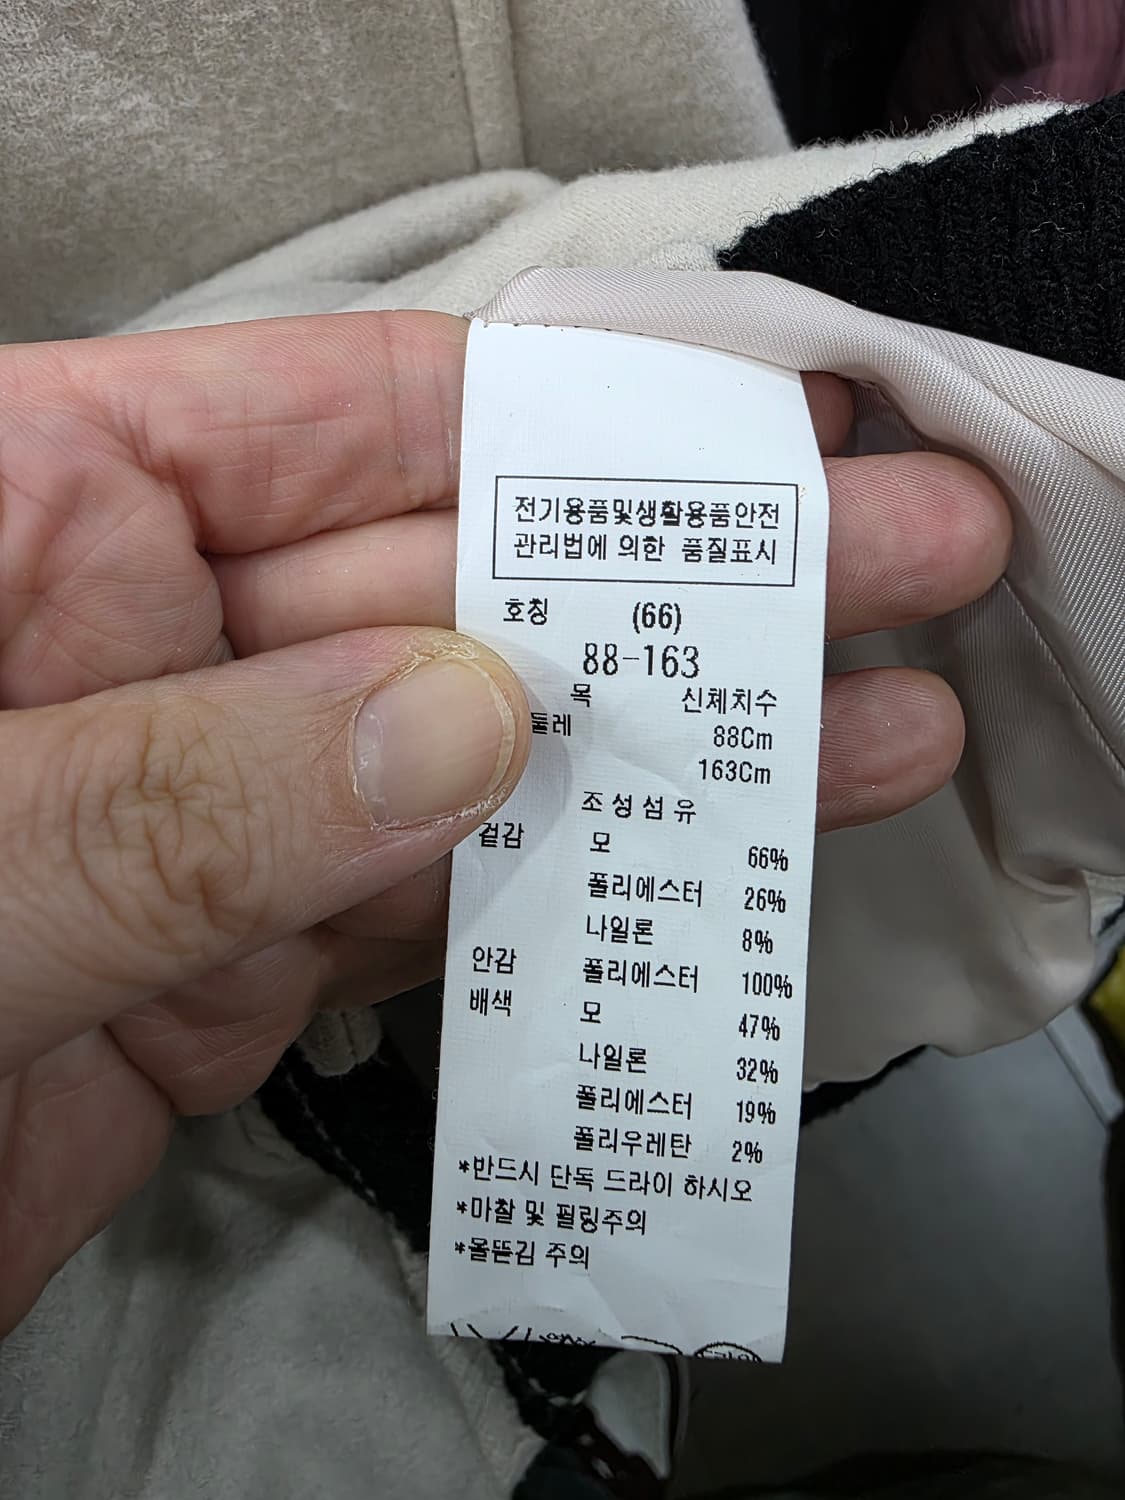 전기용품및생활용품안전
관리법에 의한 품질표시
호칭 (66)
88-163
목 신체치수
둘레 88Cm
163Cm
조성섬유
겉감 모 66%
폴리에스터 26%
나일론 8%
안감 폴리에스터 100%
배색 모 47%
나일론 32%
폴리에스터 19%
폴리우레탄 2%
*반드시 단독 드라이 하시오
*마찰 및 필링주의
*올뜯김 주의